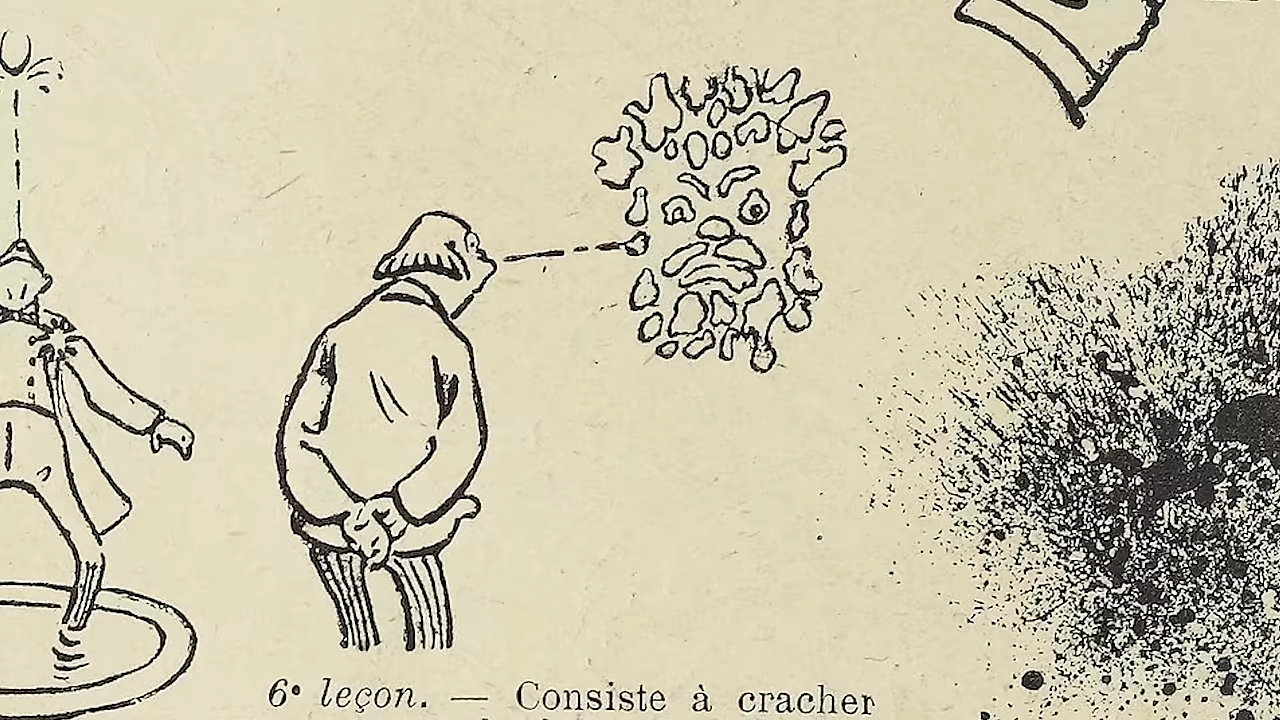 6e leçon. — Consiste à cracher